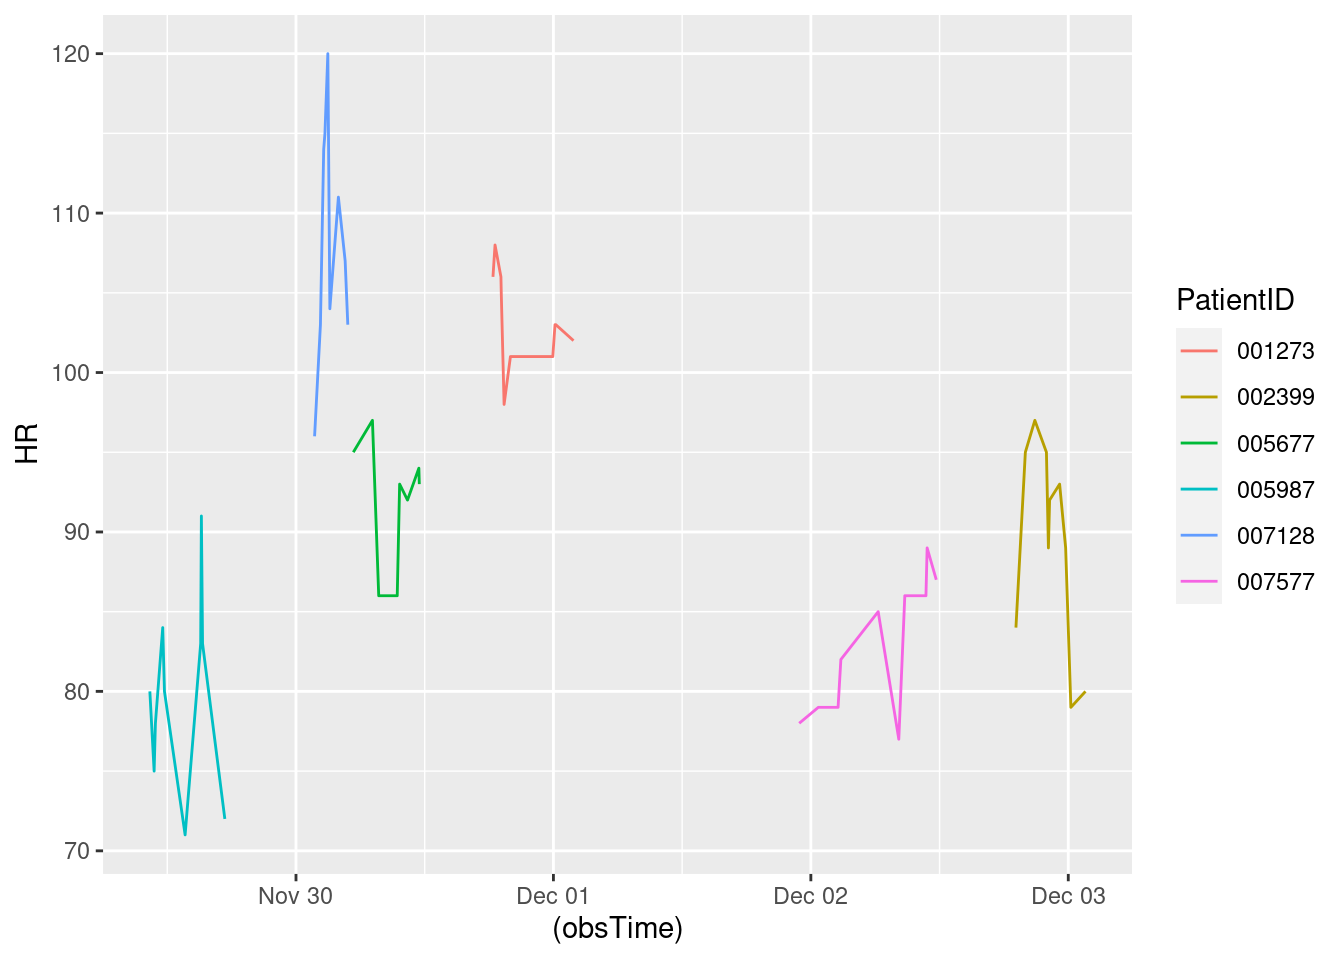 120
110
100
90
80
70
HR
Nov 30
Dec 01
Dec 02
Dec 03
(obsTime)
PatientID
001273
002399
005677
005987
007128
007577